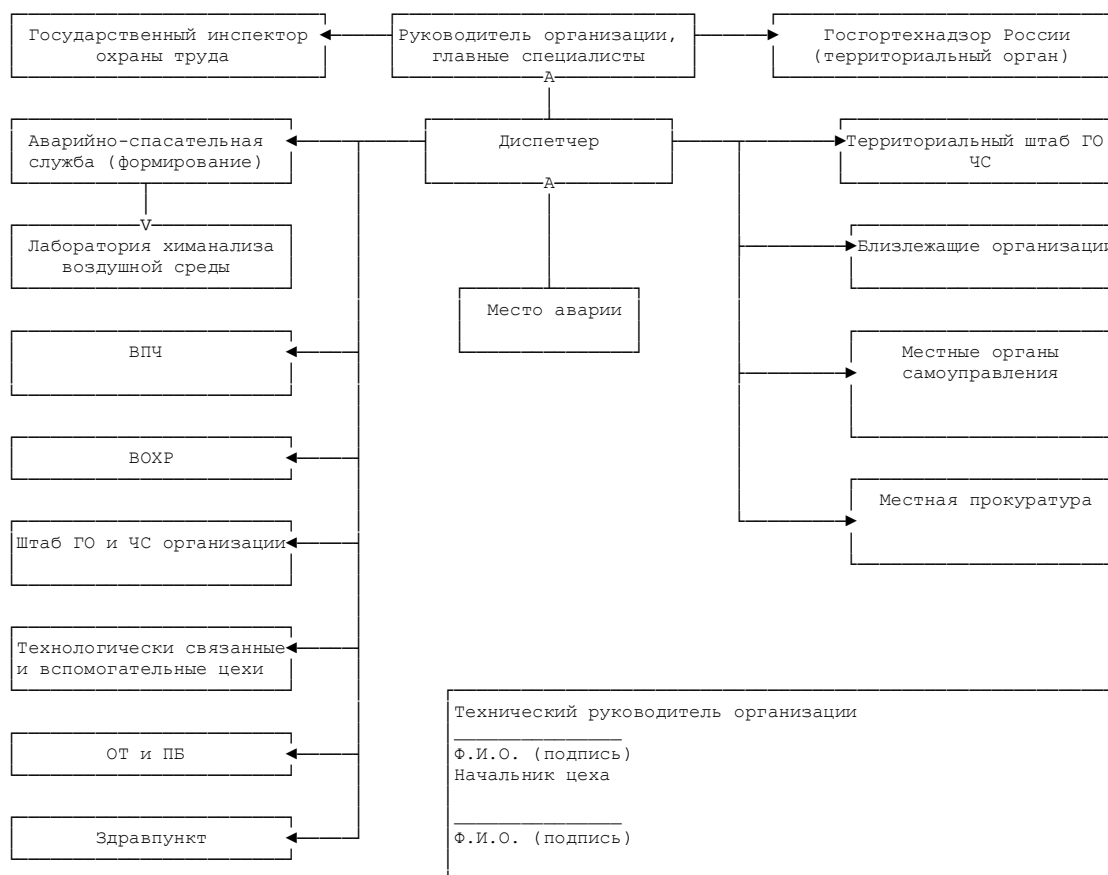 Государственный инспектор
охраны труда
Руководитель организации,
главные специалисты
Госгортехнадзор России
(территориальный орган)
А
Аварийно-спасательная
служба (формирование)
Диспетчер
Территориальный штаб ГО
ЧС
А
V
Лаборатория химанализа
воздушной среды
Близлежащие организации
Место аварии
ВПЧ
Местные органы
самоуправления
ВОХР
Местная прокуратура
Штаб ГО и ЧС организации
Технологически связанные
и вспомогательные цехи
Технический руководитель организации
Ф.И.О. (подпись)
Начальник цеха
ОТ и ПБ
Ф.И.О. (подпись)
Здравпункт